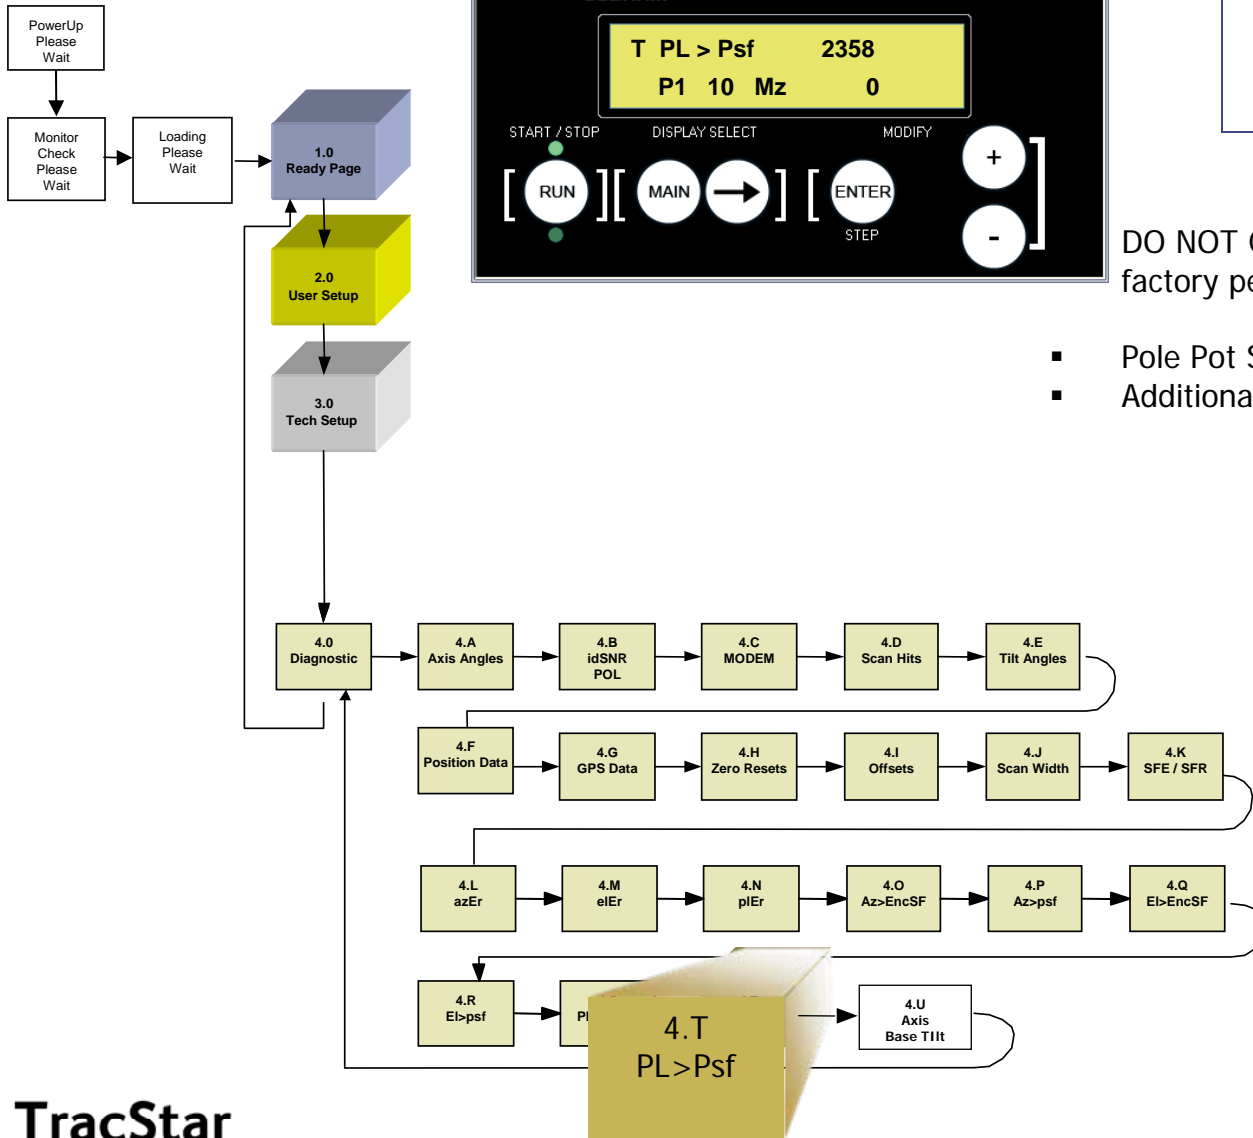 PowerUp
Please
Wait
Monitor
Check
Please
Wait
Loading
Please
Wait
1.0
Ready Page
2.0
User Setup
3.0
Tech Setup
T PL > Psf 2358
P1 10 Mz 0
START / STOP
DISPLAY SELECT
MODIFY
RUN
MAIN
ENTER
STEP
+
-
DO NOT
factory
▪ Pole Pot
▪
4.0
Diagnostic
4.A
Axis Angles
4.B
idSNR
POL
4.C
MODEM
4.D
Scan Hits
4.E
Tilt Angles
4.F
Position Data
4.G
GPS Data
4.H
Zero Resets
4.I
Offsets
4.J
Scan Width
4.K
SFE / SFR
4.L
azEr
4.M
elEr
4.N
plEr
4.O
Az>EncSF
4.P
Az>psf
4.Q
El>EncSF
4.R
El>psf
4.T
PL>Psf
4.U
Axis
Base TIlt
TracStar